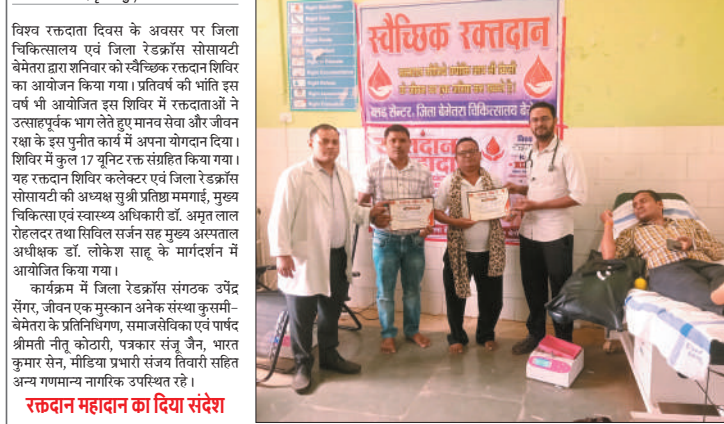 विश्व रक्तदाता दिवस के अवसर पर जिला
चिकित्सालय एवं जिला रेडक्रॉस सोसायटी
बेमेतरा द्वारा शनिवार को स्वैच्छिक रक्तदान शिविर
का आयोजन किया गया। प्रतिवर्ष की भांति इस
वर्ष भी आयोजित इस शिविर में रक्तदाताओं ने
उत्साहपूर्वक भाग लेते हुए मानव सेवा और जीवन
रक्षा के इस पुनीत कार्य में अपना योगदान दिया।
शिविर में कुल 17 यूनिट रक्त संग्रहित किया गया।
यह रक्तदान शिविर कलेक्टर एवं जिला रेडक्रॉस
सोसायटी की अध्यक्ष सुश्री प्रतिष्ठा ममगाई, मुख्य
चिकित्सा एवं स्वास्थ्य अधिकारी डॉ. अमृत लाल
रोहलदर तथा सिविल सर्जन सह मुख्य अस्पताल
अधीक्षक डॉ. लोकेश साहू के मार्गदर्शन में
आयोजित किया गया।
कार्यक्रम में जिला रेडक्रॉस संगठक उपेंद्र
सेंगर, जीवन एक मुस्कान अनेक संस्था कुसमी-
बेमेतरा के प्रतिनिधिगण, समाजसेविका एवं पार्षद
श्रीमती नीतू कोठारी, पत्रकार संजू जैन, भारत
कुमार सेन, मीडिया प्रभारी संजय तिवारी सहित
अन्य गणमान्य नागरिक उपस्थित रहे।
रक्तदान महादान का दिया संदेश
स्वैच्छिक रक्तदान
ब्लड सेन्टर, जिला बेमेतरा चिकित्सालय
महादान